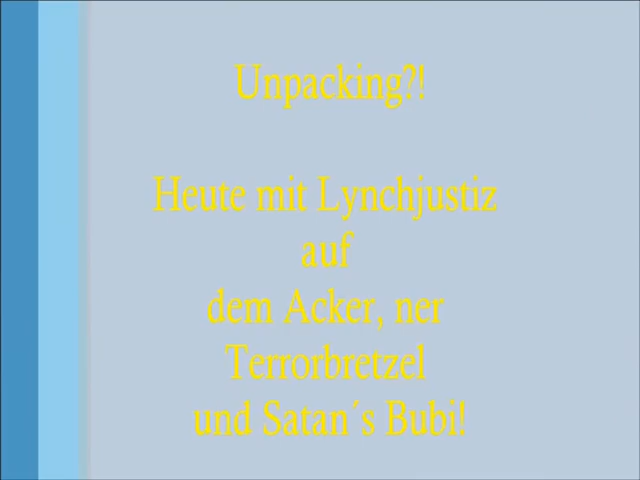 Unpacking?!
Heute mit Lynchjustiz
auf
dem Acker, ner
Terrorbretzel
und Satan´s Bubi!